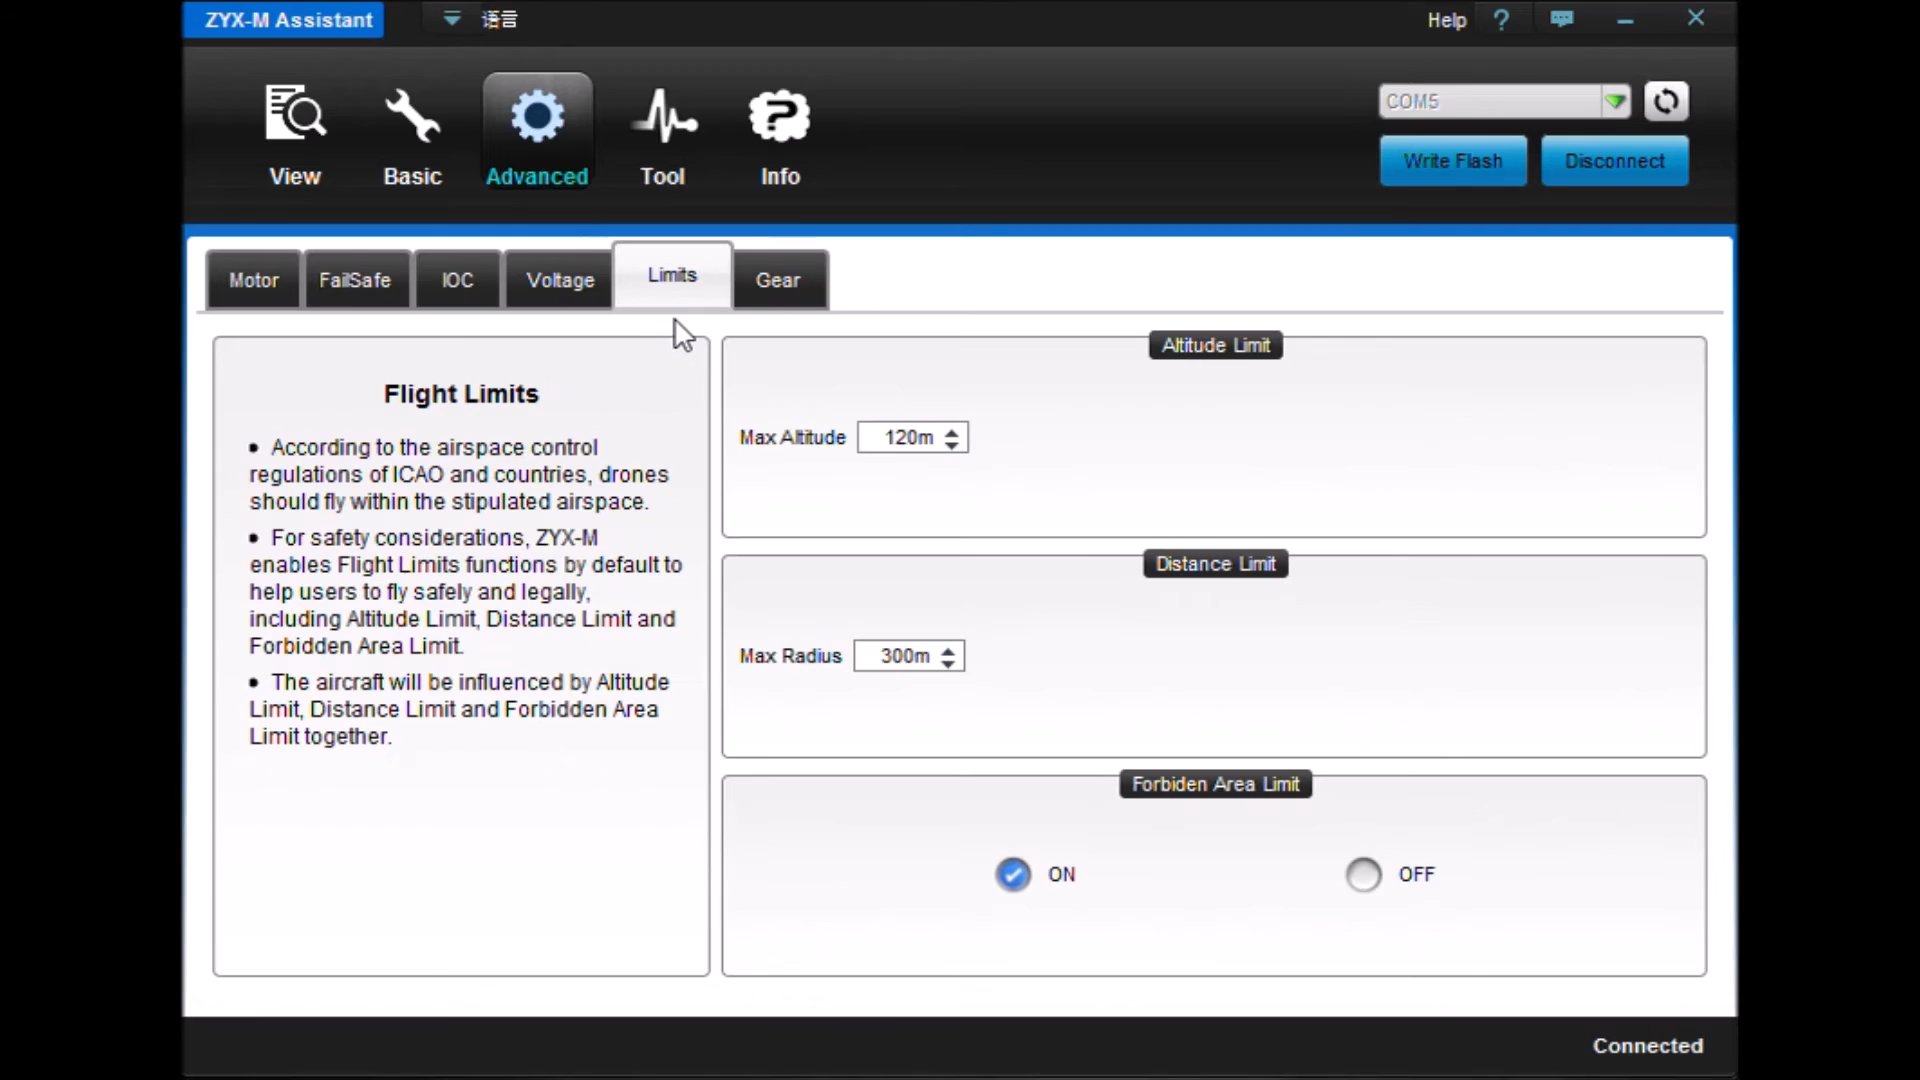 ZYX-M Assistant
语言
Help
View
Basic
Advanced
Tool
Info
COM5
Write Flash
Disconnect
Motor
FailSafe
IOC
Voltage
Limits
Gear
Flight Limits
• According to the airspace control
regulations of ICAO and countries, drones
should fly within the stipulated airspace.
• For safety considerations, ZYX-M
enables Flight Limits functions by default to
help users to fly safely and legally,
including Altitude Limit, Distance Limit and
Forbidden Area Limit.
• The aircraft will be influenced by Altitude
Limit, Distance Limit and Forbidden Area
Limit together.
Altitude Limit
Max Altitude 120m
Distance Limit
Max Radius 300m
Forbiden Area Limit
ON
OFF
Connected